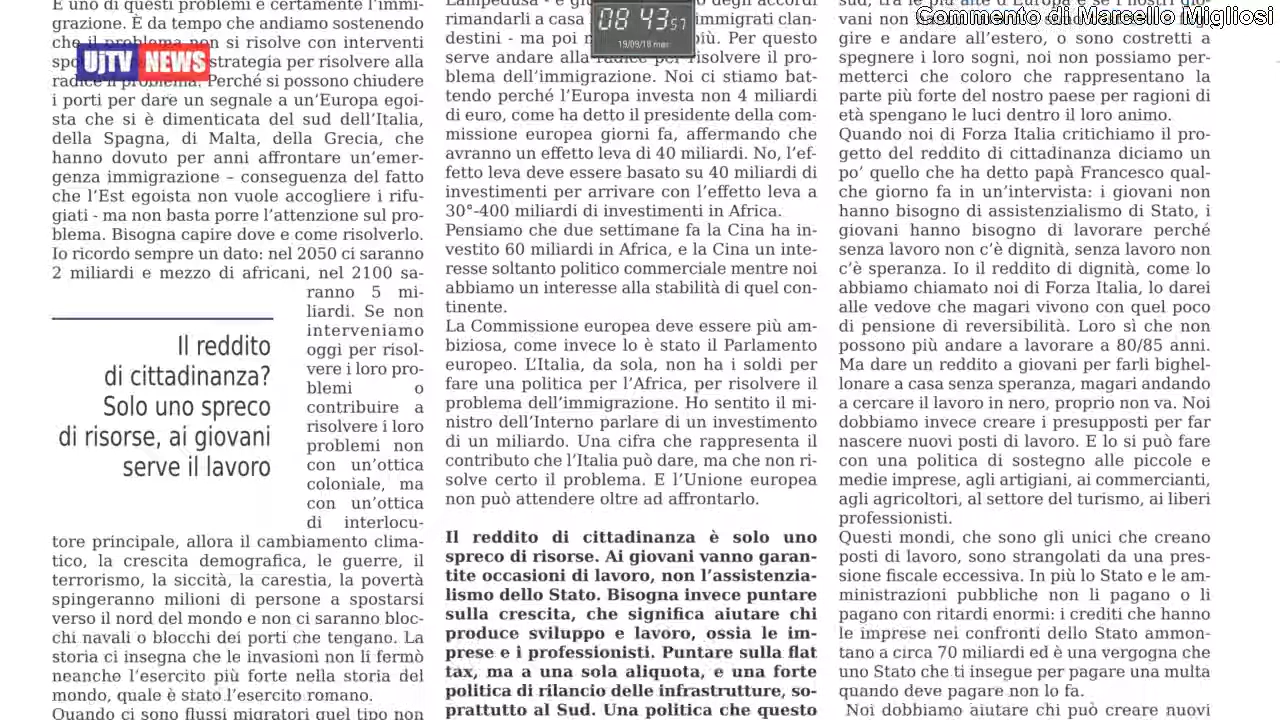 Commento di Marcello Migliosi
UjTV NEWS
08 43 57
19/09/18 mer
E uno di questi problemi è certamente l'immi-
grazione. È da tempo che andiamo sostenendo
che il problema non si risolve con interventi
spo strategia per risolvere alla
radice il problema. Perché si possono chiudere
i porti per dare un segnale a un'Europa egoi-
sta che si è dimenticata del sud dell'Italia,
della Spagna, di Malta, della Grecia, che
hanno dovuto per anni affrontare un'emer-
genza immigrazione – conseguenza del fatto
che l'Est egoista non vuole accogliere i rifu-
giati - ma non basta porre l'attenzione sul pro-
blema. Bisogna capire dove e come risolverlo.
Io ricordo sempre un dato: nel 2050 ci saranno
2 miliardi e mezzo di africani, nel 2100 sa-
ranno 5 mi-
liardi. Se non
interveniamo
oggi per risol-
vere i loro pro-
blemi o
contribuire a
risolvere i loro
problemi non
con un'ottica
coloniale, ma
con un'ottica
di interlocu-
Il reddito
di cittadinanza?
Solo uno spreco
di risorse, ai giovani
serve il lavoro
tore principale, allora il cambiamento clima-
tico, la crescita demografica, le guerre, il
terrorismo, la siccità, la carestia, la povertà
spingeranno milioni di persone a spostarsi
verso il nord del mondo e non ci saranno bloc-
chi navali o blocchi dei porti che tengano. La
storia ci insegna che le invasioni non li fermò
neanche l'esercito più forte nella storia del
mondo, quale è stato l'esercito romano.
Quando ci sono flussi migratori quel tipo non
Lampedusa - e degli accordi
rimandarli a casa immigrati clan-
destini - ma poi più. Per questo
serve andare alla radice per risolvere il pro-
blema dell'immigrazione. Noi ci stiamo bat-
tendo perché l'Europa investa non 4 miliardi
di euro, come ha detto il presidente della com-
missione europea giorni fa, affermando che
avranno un effetto leva di 40 miliardi. No, l'ef-
fetto leva deve essere basato su 40 miliardi di
investimenti per arrivare con l'effetto leva a
30°-400 miliardi di investimenti in Africa.
Pensiamo che due settimane fa la Cina ha in-
vestito 60 miliardi in Africa, e la Cina un inte-
resse soltanto politico commerciale mentre noi
abbiamo un interesse alla stabilità di quel con-
tinente.
La Commissione europea deve essere più am-
biziosa, come invece lo è stato il Parlamento
europeo. L'Italia, da sola, non ha i soldi per
fare una politica per l'Africa, per risolvere il
problema dell'immigrazione. Ho sentito il mi-
nistro dell'Interno parlare di un investimento
di un miliardo. Una cifra che rappresenta il
contributo che l'Italia può dare, ma che non ri-
solve certo il problema. E l'Unione europea
non può attendere oltre ad affrontarlo.
Il reddito di cittadinanza è solo uno
spreco di risorse. Ai giovani vanno garan-
tite occasioni di lavoro, non l'assistenzia-
lismo dello Stato. Bisogna invece puntare
sulla crescita, che significa aiutare chi
produce sviluppo e lavoro, ossia le im-
prese e i professionisti. Puntare sulla flat
tax, ma a una sola aliquota, e una forte
politica di rilancio delle infrastrutture, so-
prattutto al Sud. Una politica che questo
sud, tra le più d'Europa e se i nostri gio-
vani non
gire e andare all'estero, o sono costretti a
spegnere i loro sogni, noi non possiamo per-
metterci che coloro che rappresentano la
parte più forte del nostro paese per ragioni di
età spengano le luci dentro il loro animo.
Quando noi di Forza Italia critichiamo il pro-
getto del reddito di cittadinanza diciamo un
po' quello che ha detto papà Francesco qual-
che giorno fa in un'intervista: i giovani non
hanno bisogno di assistenzialismo di Stato, i
giovani hanno bisogno di lavorare perché
senza lavoro non c'è dignità, senza lavoro non
c'è speranza. Io il reddito di dignità, come lo
abbiamo chiamato noi di Forza Italia, lo darei
alle vedove che magari vivono con quel poco
di pensione di reversibilità. Loro sì che non
possono più andare a lavorare a 80/85 anni.
Ma dare un reddito a giovani per farli bighel-
lonare a casa senza speranza, magari andando
a cercare il lavoro in nero, proprio non va. Noi
dobbiamo invece creare i presupposti per far
nascere nuovi posti di lavoro. E lo si può fare
con una politica di sostegno alle piccole e
medie imprese, agli artigiani, ai commercianti,
agli agricoltori, al settore del turismo, ai liberi
professionisti.
Questi mondi, che sono gli unici che creano
posti di lavoro, sono strangolati da una pres-
sione fiscale eccessiva. In più lo Stato e le am-
ministrazioni pubbliche non li pagano o li
pagano con ritardi enormi: i crediti che hanno
le imprese nei confronti dello Stato ammon-
tano a circa 70 miliardi ed è una vergogna che
uno Stato che ti insegue per pagare una multa
quando deve pagare non lo fa.
Noi dobbiamo aiutare chi può creare nuovi